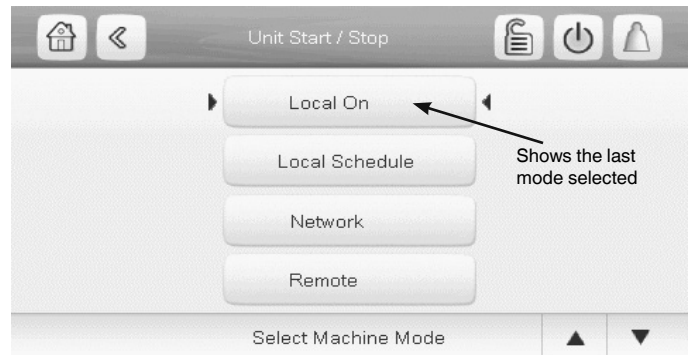 Unit Start / Stop
Local On
Shows the last
mode selected
Local Schedule
Network
Remote
Select Machine Mode